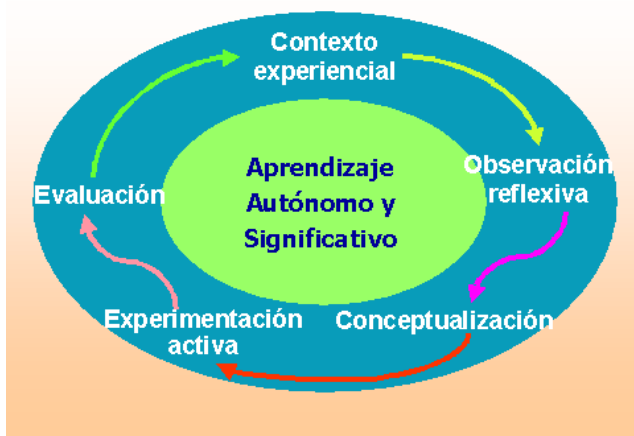 Contexto
experiencial
Observación
reflexiva
Conceptualización
Experimentación
activa
Evaluación
Aprendizaje
Autónomo y
Significativo